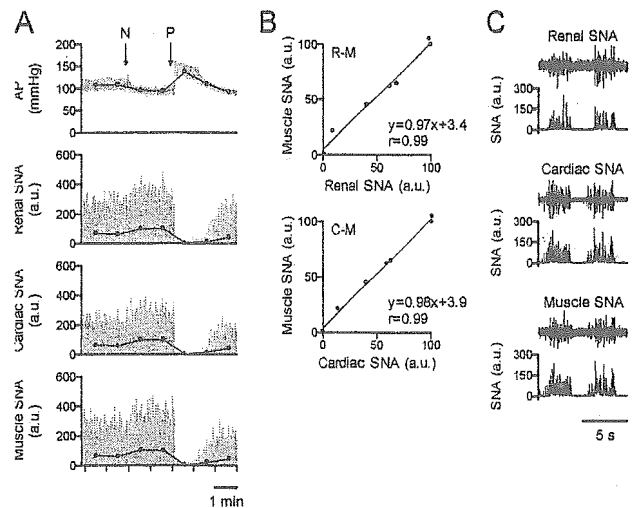 A
N P
AP
(mmHg)
200
150
100
50
0
Renal SNA
(a.u.)
600
400
200
0
Cardiac SNA
(a.u.)
600
400
200
0
Muscle SNA
(a.u.)
600
400
200
0
1 min
B
R-M
Muscle SNA (a.u.)
100
50
0
y=0.97x+3.4
r=0.99
0 50 100
Renal SNA (a.u.)
C-M
Muscle SNA (a.u.)
100
50
0
y=0.98x+3.9
r=0.99
0 50 100
Cardiac SNA (a.u.)
C
Renal SNA
SNA (a.u.)
300
150
0
Cardiac SNA
SNA (a.u.)
300
150
0
Muscle SNA
SNA (a.u.)
300
150
0
5 s